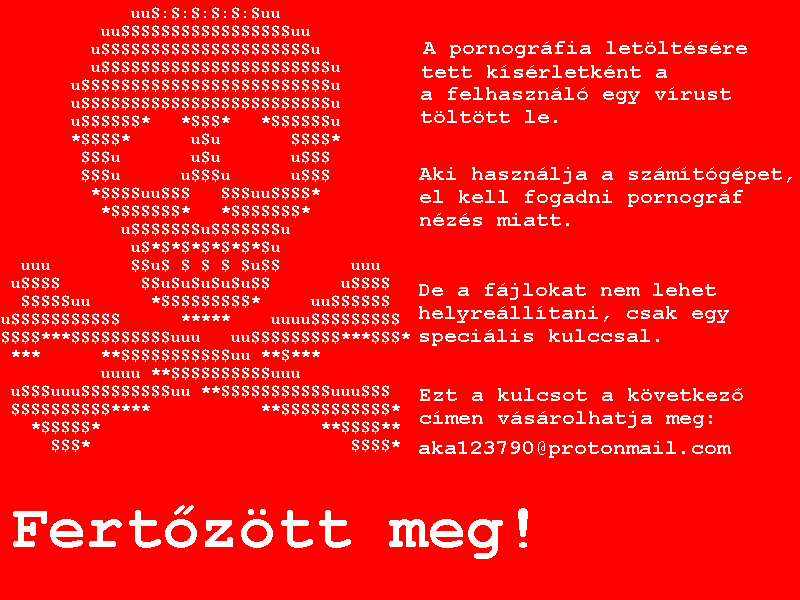 A pornográfia letöltésére
tett kísérletként a
a felhasználó egy vírust
töltött le.
Aki használja a számítógépet,
el kell fogadni pornográf
nézés miatt.
De a fájlokat nem lehet
helyreállítani, csak egy
speciális kulccsal.
Ezt a kulcsot a következő
címen vásárolhatja meg:
aka123790@protonmail.com
Fertőzött meg!